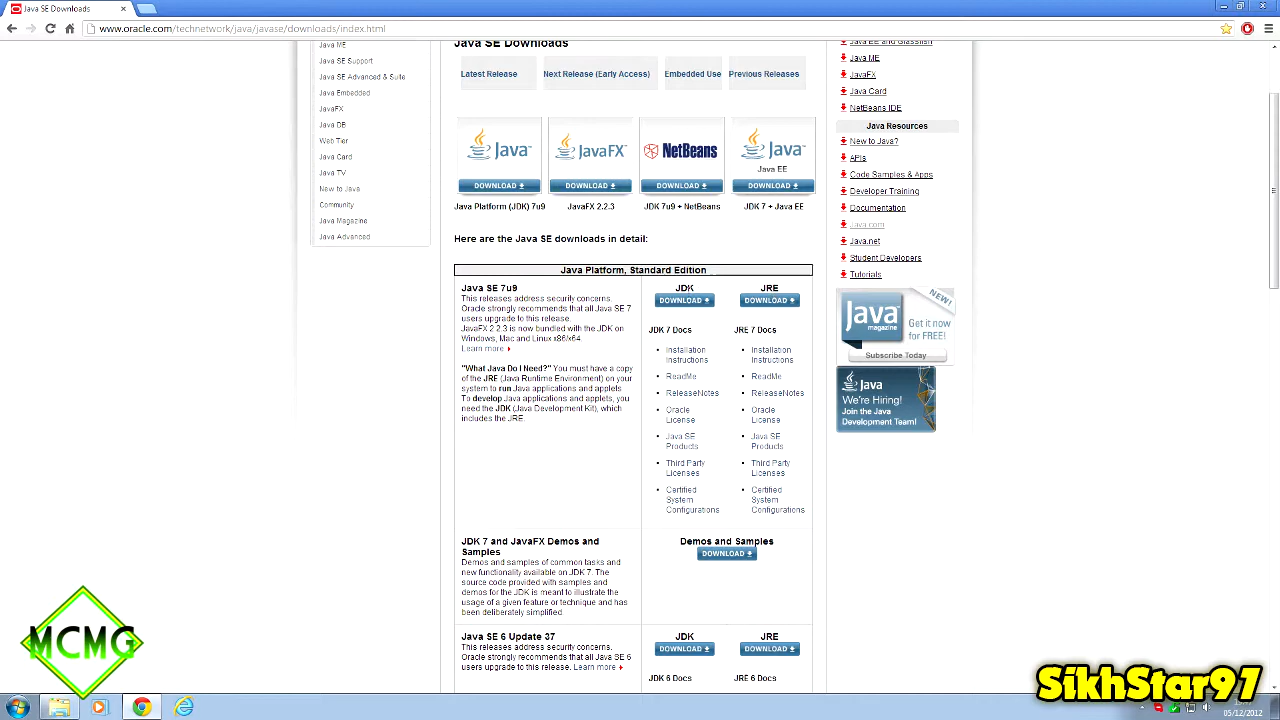 Java SE Downloads
www.oracle.com/technetwork/java/javase/downloads/index.html
Java ME
Java SE Support
Java SE Advanced & Suite
Java Embedded
JavaFX
Java DB
Web Tier
Java Card
Java TV
New to Java
Community
Java Magazine
Java Advanced
Java SE Downloads
Latest Release
Next Release (Early Access)
Embedded Use
Previous Releases
Java
JavaFX
NetBeans
Java
Java EE
DOWNLOAD
DOWNLOAD
DOWNLOAD
DOWNLOAD
Java Platform (JDK) 7u9
JavaFX 2.2.3
JDK 7u9 + NetBeans
JDK 7 + Java EE
Here are the Java SE downloads in detail:
Java Platform, Standard Edition
Java SE 7u9
This releases address security concerns.
Oracle strongly recommends that all Java SE 7
users upgrade to this release.
JavaFX 2.2.3 is now bundled with the JDK on
Windows, Mac and Linux x86/x64.
Learn more
"What Java Do I Need?" You must have a
copy of the JRE (Java Runtime Environment) on your
system to run Java applications and applets.
To develop Java applications and applets, you
need the JDK (Java Development Kit), which
includes the JRE.
JDK
DOWNLOAD
JDK 7 Docs
Installation
Instructions
ReadMe
ReleaseNotes
Oracle
License
Java SE
Products
Third Party
Licenses
Certified
System
Configurations
JRE
DOWNLOAD
JRE 7 Docs
Installation
Instructions
ReadMe
ReleaseNotes
Oracle
License
Java SE
Products
Third Party
Licenses
Certified
System
Configurations
JDK 7 and JavaFX Demos and
Samples
Demos and samples of common tasks and
new functionality available on JDK 7. The
source code provided with samples and
demos for the JDK is meant to illustrate the
usage of a given feature or technique and has
been deliberately simplified.
Demos and Samples
DOWNLOAD
Java SE 6 Update 37
This releases address security concerns.
Oracle strongly recommends that all Java SE 6
users upgrade to this release. Learn more
JDK
DOWNLOAD
JDK 6 Docs
JRE
DOWNLOAD
JRE 6 Docs
Java EE and Glassfish
Java ME
JavaFX
Java Card
NetBeans IDE
Java Resources
New to Java?
APIs
Code Samples & Apps
Developer Training
Documentation
Java.com
Java.net
Student Developers
Tutorials
NEW!
Java
magazine
Get it now
for FREE!
Subscribe Today
Java
We're Hiring!
Join the Java
Development Team!
MCMG
SikhStar97
05/12/2012